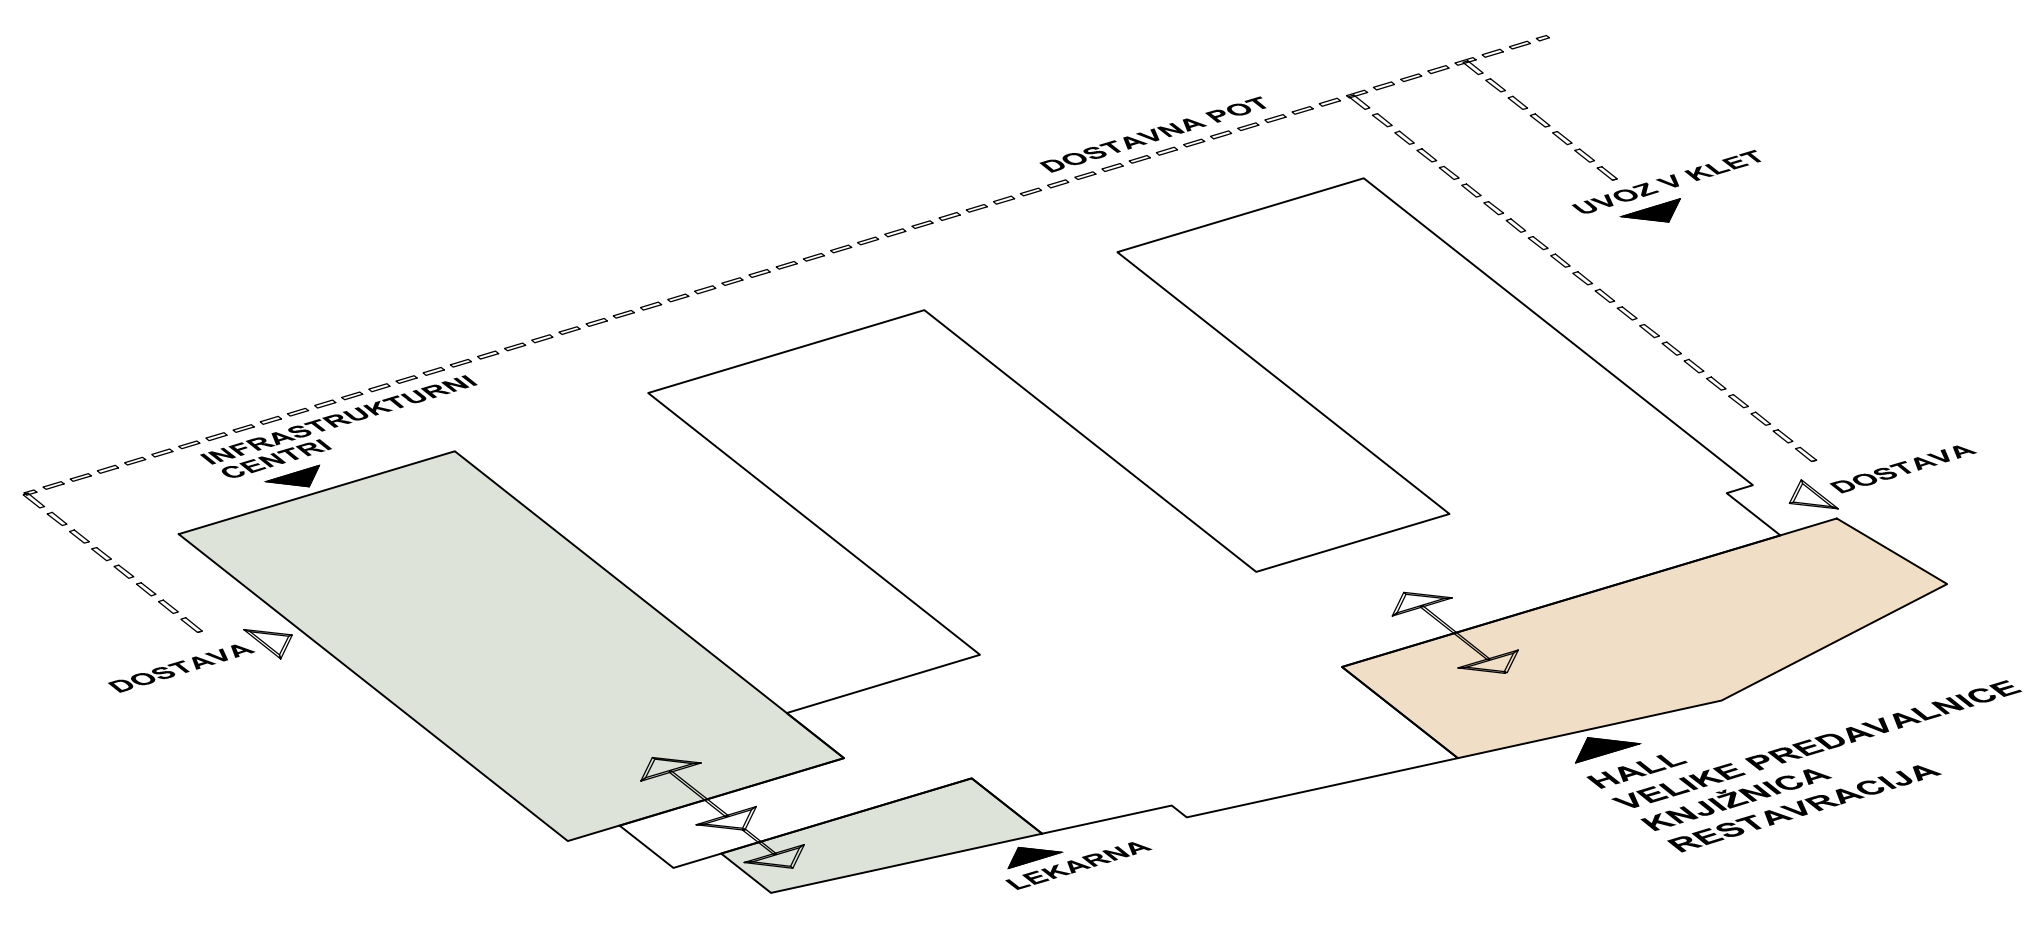 DOSTAVNA POT
UVOZ V KLET
INFRASTRUKTURNI
CENTRI
DOSTAVA
DOSTAVA
HALL
VELIKE PREDAVALNICE
KNJIŽNICA
RESTAVRACIJA
LEKARNA